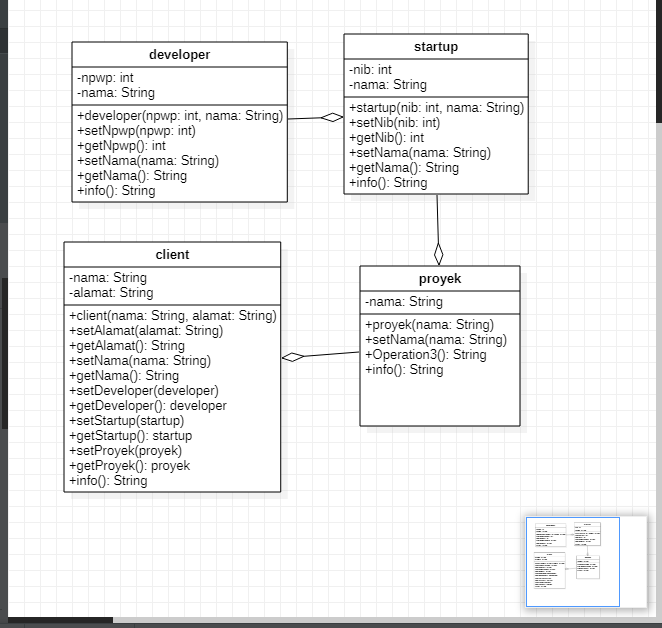 developer
-npwp: int
-nama: String
+developer(npwp: int, nama: String)
+setNpwp(npwp: int)
+getNpwp(): int
+setNama(nama: String)
+getNama(): String
+info(): String
startup
-nib: int
-nama: String
+startup(nib: int, nama: String)
+setNib(nib: int)
+getNib(): int
+setNama(nama: String)
+getNama(): String
+info(): String
client
-nama: String
-alamat: String
+client(nama: String, alamat: String)
+setAlamat(alamat: String)
+getAlamat(): String
+setNama(nama: String)
+getNama(): String
+setDeveloper(developer)
+getDeveloper(): developer
+setStartup(startup)
+getStartup(): startup
+setProyek(proyek)
+getProyek(): proyek
+info(): String
proyek
-nama: String
+proyek(nama: String)
+setNama(nama: String)
+Operation3(): String
+info(): String